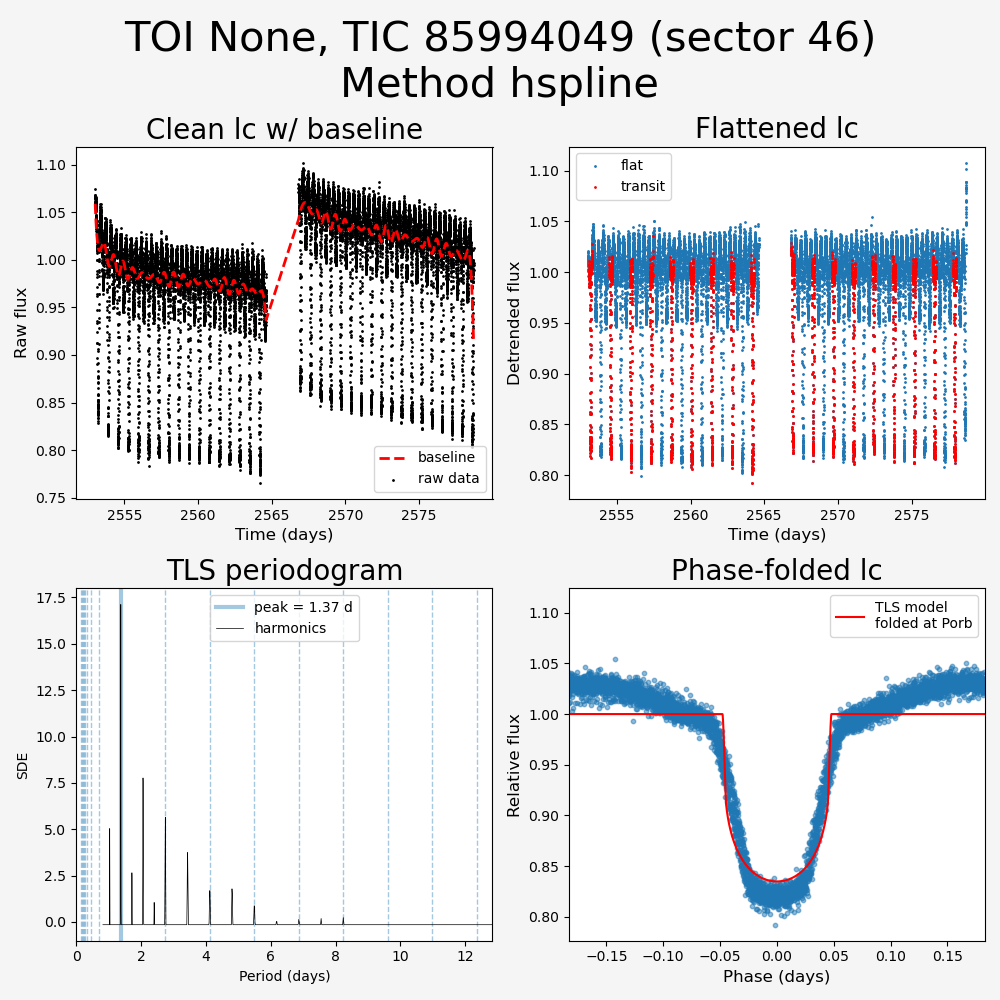 TOI None, TIC 85994049 (sector 46)
Method hspline
Clean lc w/ baseline
Raw flux
1.10
1.05
1.00
0.95
0.90
0.85
0.80
0.75
baseline
raw data
2555
2560
2565
2570
2575
Time (days)
Flattened lc
Detrended flux
1.10
1.05
1.00
0.95
0.90
0.85
0.80
flat
transit
2555
2560
2565
2570
2575
Time (days)
TLS periodogram
SDE
17.5
15.0
12.5
10.0
7.5
5.0
2.5
0.0
peak = 1.37 d
harmonics
0
2
4
6
8
10
12
Period (days)
Phase-folded lc
Relative flux
1.10
1.05
1.00
0.95
0.90
0.85
0.80
TLS model
folded at Porb
−0.15
−0.10
−0.05
0.00
0.05
0.10
0.15
Phase (days)